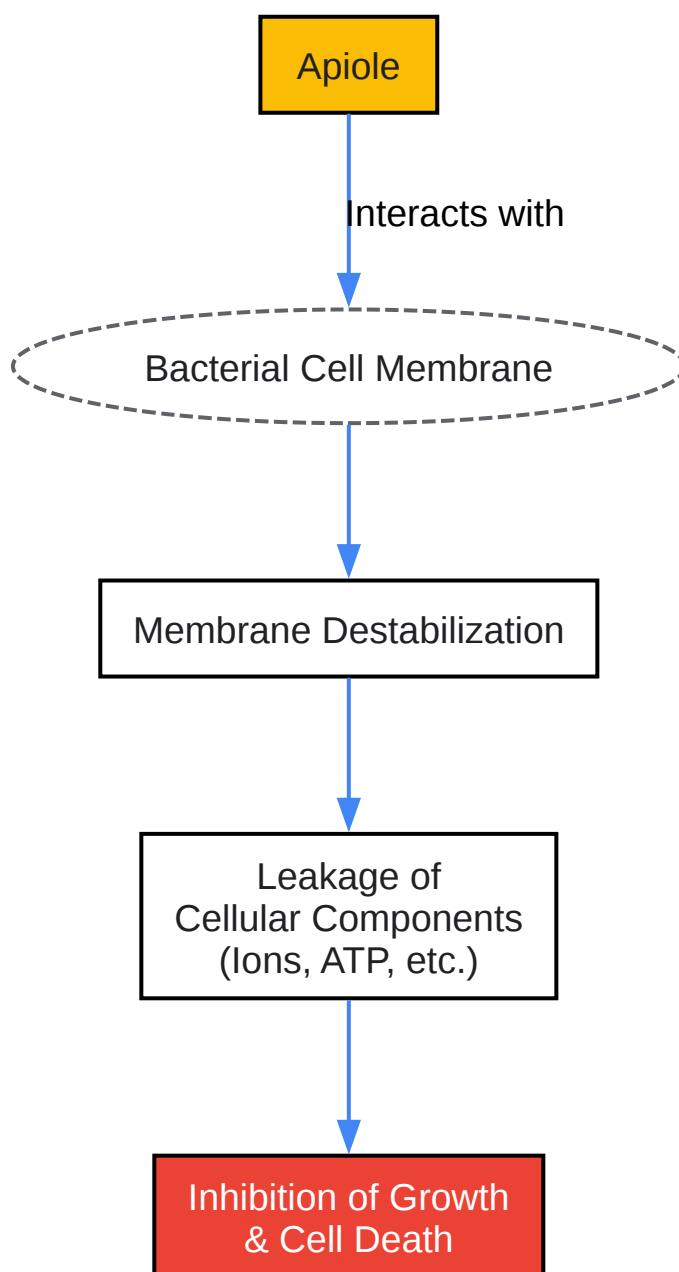 Apiole
Interacts with
Bacterial Cell Membrane
Membrane Destabilization
Leakage of
Cellular Components
(Ions, ATP, etc.)
Inhibition of Growth
& Cell Death